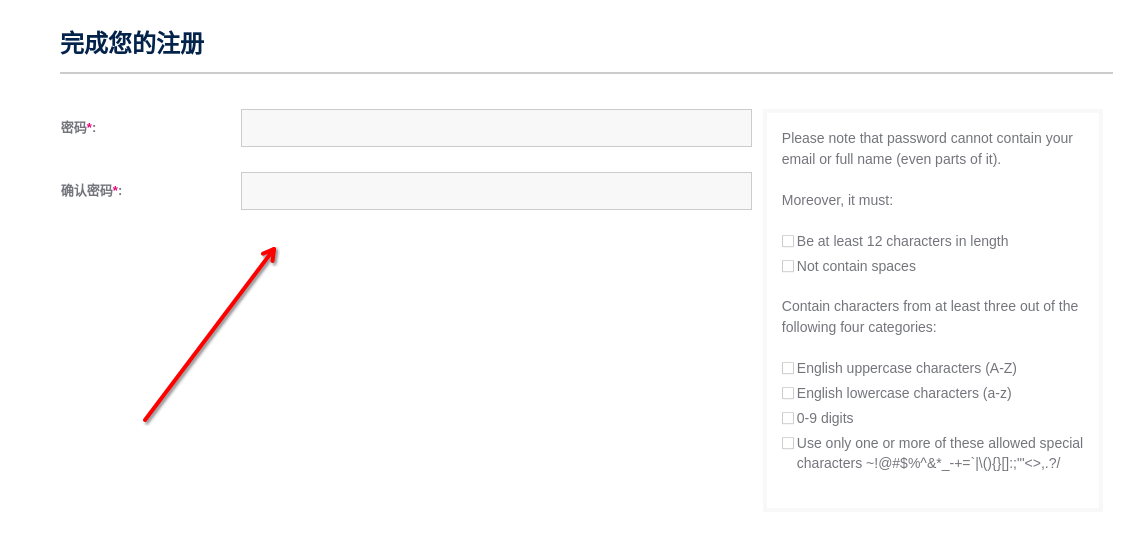 完成您的注册
密码*:
确认密码*:
Please note that password cannot contain your
email or full name (even parts of it).
Moreover, it must:
Be at least 12 characters in length
Not contain spaces
Contain characters from at least three out of the
following four categories:
English uppercase characters (A-Z)
English lowercase characters (a-z)
0-9 digits
Use only one or more of these allowed special
characters ~!@#$%^&*_-+=`|\(){}[]:;"'<>,.?/